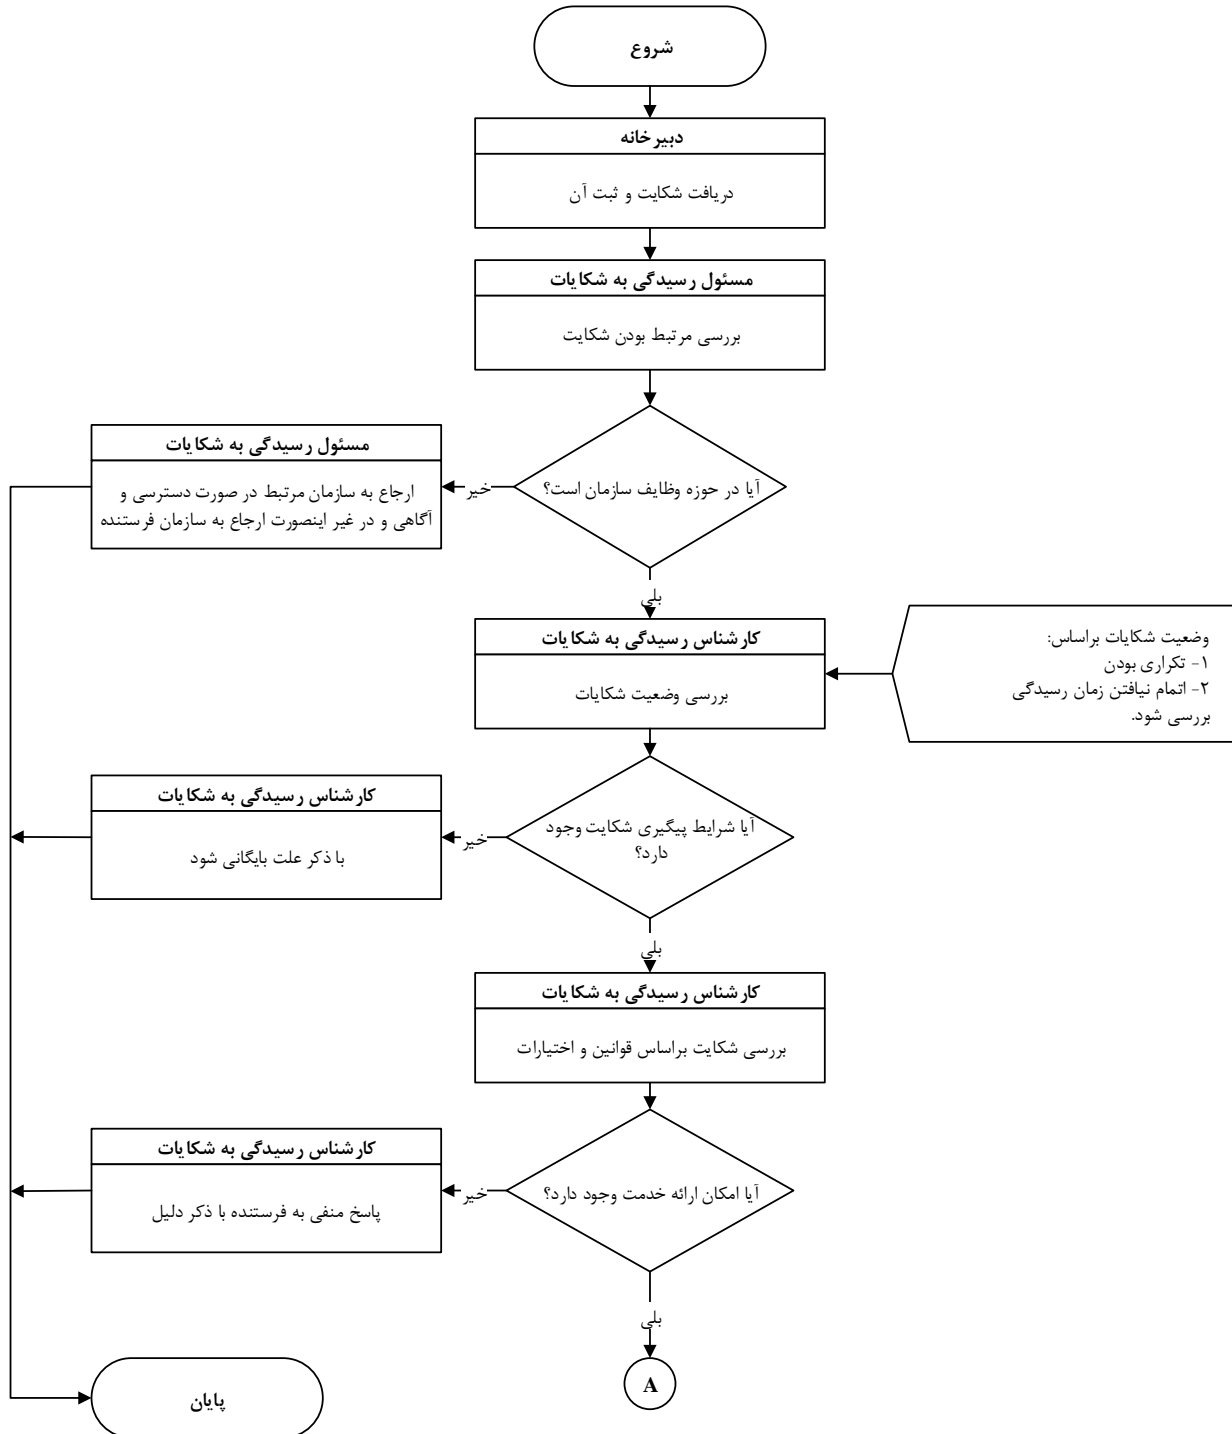 شروع
دبیرخانه
دریافت شکایت و ثبت آن
مسئول رسیدگی به شکایات
بررسی مرتبط بودن شکایت
آیا در حوزه وظایف سازمان است؟
خیر
مسئول رسیدگی به شکایات
ارجاع به سازمان مرتبط در صورت دسترسی و
آگاهی و در غیر اینصورت ارجاع به سازمان فرستنده
بلی
کارشناس رسیدگی به شکایات
بررسی وضعیت شکایات
وضعیت شکایات براساس:
۱- تکراری بودن
۲- اتمام نیافتن زمان رسیدگی
بررسی شود.
آیا شرایط پیگیری شکایت وجود
دارد؟
خیر
کارشناس رسیدگی به شکایات
با ذکر علت بایگانی شود
بلی
کارشناس رسیدگی به شکایات
بررسی شکایت براساس قوانین و اختیارات
آیا امکان ارائه خدمت وجود دارد؟
خیر
کارشناس رسیدگی به شکایات
پاسخ منفی به فرستنده با ذکر دلیل
بلی
A
پایان